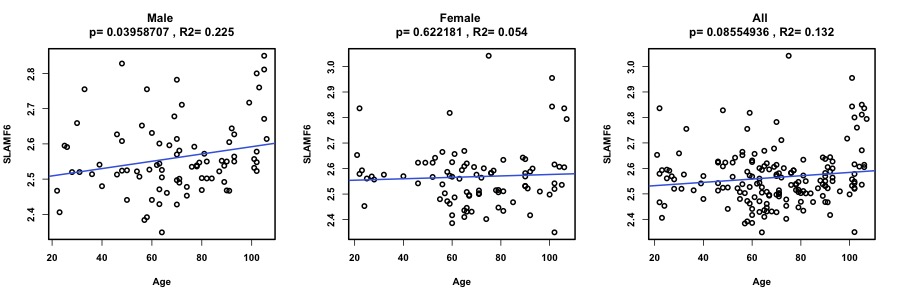 Male
p= 0.03958707 , R2= 0.225
SLAMF6
2.8
2.7
2.6
2.5
2.4
20 40 60 80 100
Age
Female
p= 0.622181 , R2= 0.054
SLAMF6
3.0
2.9
2.8
2.7
2.6
2.5
2.4
20 40 60 80 100
Age
All
p= 0.08554936 , R2= 0.132
SLAMF6
3.0
2.9
2.8
2.7
2.6
2.5
2.4
20 40 60 80 100
Age